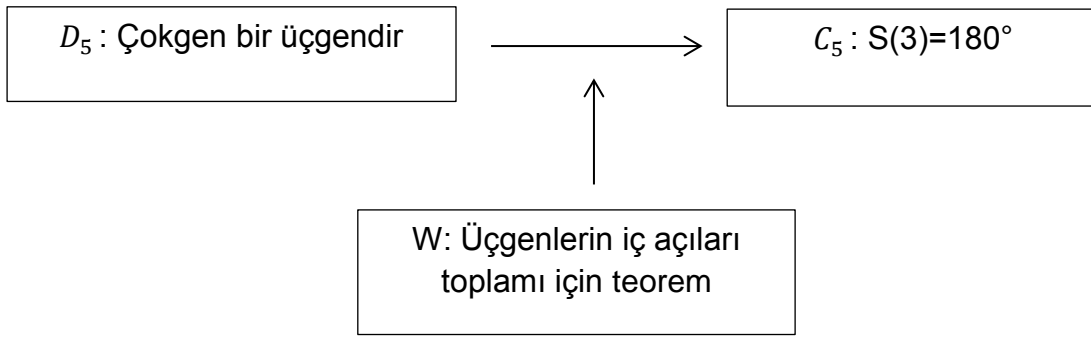 D₅ : Çokgen bir üçgendir
C₅ : S(3)=180°
W: Üçgenlerin iç açıları
toplamı için teorem